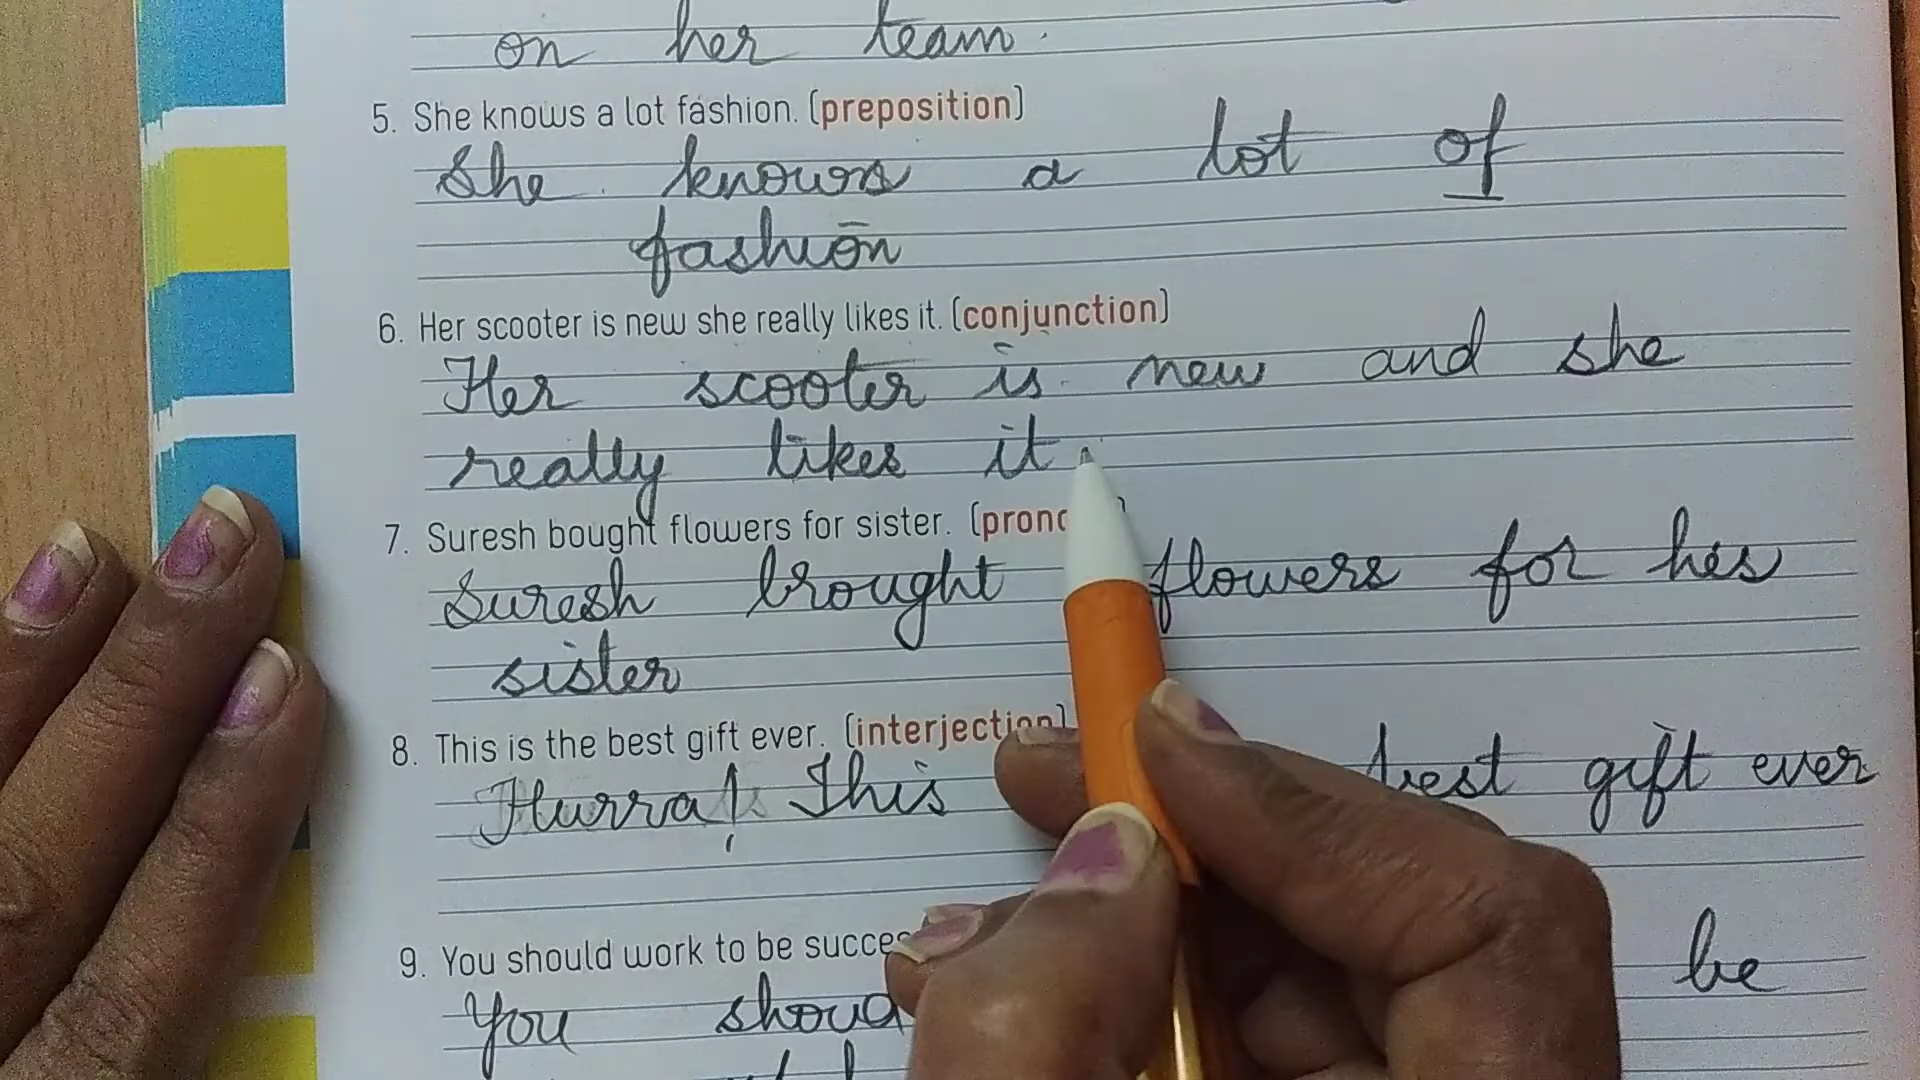 on her team.
5. She knows a lot fashion. (preposition)
She knows a lot of
fashion
6. Her scooter is new she really likes it. (conjunction)
Her scooter is new and she
really likes it
7. Suresh bought flowers for sister.
Suresh brought flowers for his
sister
8. This is the best gift ever. (interjection)
Hurra! This best gift ever
9. You should work to be
You be